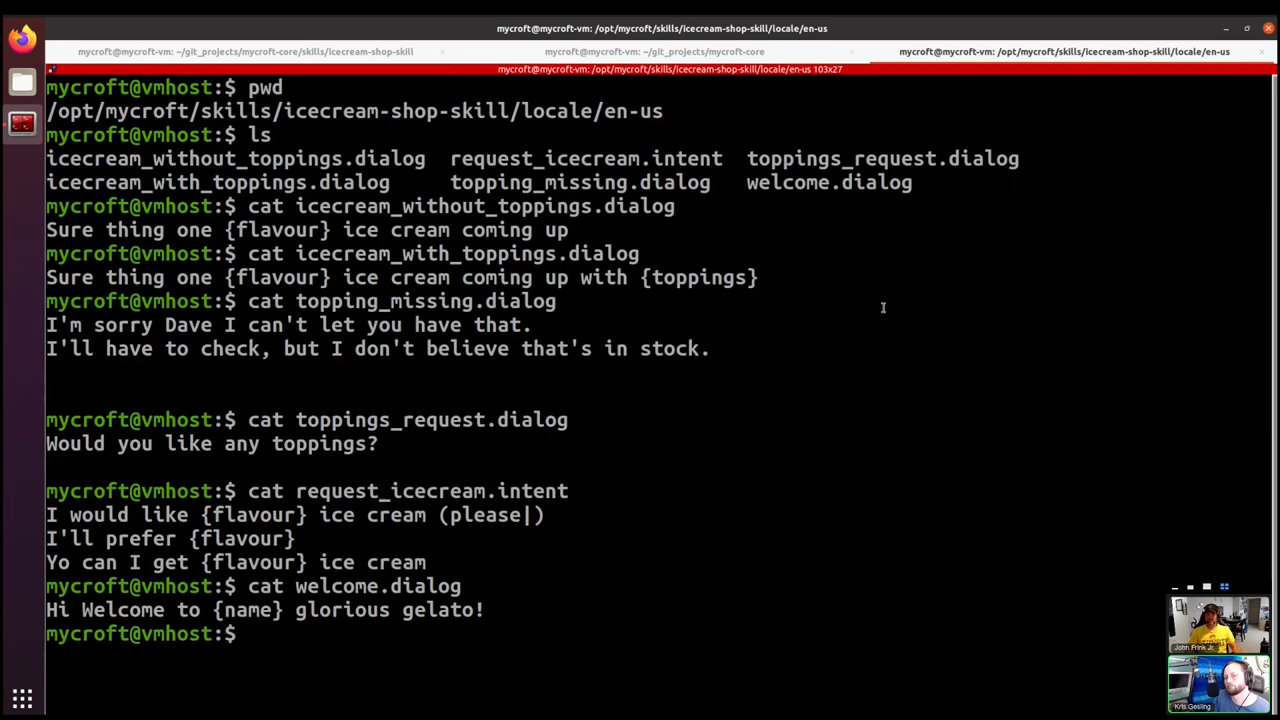 mycroft@mycroft-vm: /opt/mycroft/skills/icecream-shop-skill/locale/en-us
mycroft@mycroft-vm: ~/git_projects/mycroft-core/skills/icecream-shop-skill
mycroft@mycroft-vm: ~/git_projects/mycroft-core
mycroft@mycroft-vm: /opt/mycroft/skills/icecream-shop-skill/locale/en-us
mycroft@mycroft-vm: /opt/mycroft/skills/icecream-shop-skill/locale/en-us 103x27
mycroft@vmhost:$ pwd
/opt/mycroft/skills/icecream-shop-skill/locale/en-us
mycroft@vmhost:$ ls
icecream_without_toppings.dialog request_icecream.intent toppings_request.dialog
icecream_with_toppings.dialog topping_missing.dialog welcome.dialog
mycroft@vmhost:$ cat icecream_without_toppings.dialog
Sure thing one {flavour} ice cream coming up
mycroft@vmhost:$ cat icecream_with_toppings.dialog
Sure thing one {flavour} ice cream coming up with {toppings}
mycroft@vmhost:$ cat topping_missing.dialog
I'm sorry Dave I can't let you have that.
I'll have to check, but I don't believe that's in stock.
mycroft@vmhost:$ cat toppings_request.dialog
Would you like any toppings?
mycroft@vmhost:$ cat request_icecream.intent
I would like {flavour} ice cream (please|)
I'll prefer {flavour}
Yo can I get {flavour} ice cream
mycroft@vmhost:$ cat welcome.dialog
Hi Welcome to {name} glorious gelato!
mycroft@vmhost:$
John Frink Jr.
Kris Gesling